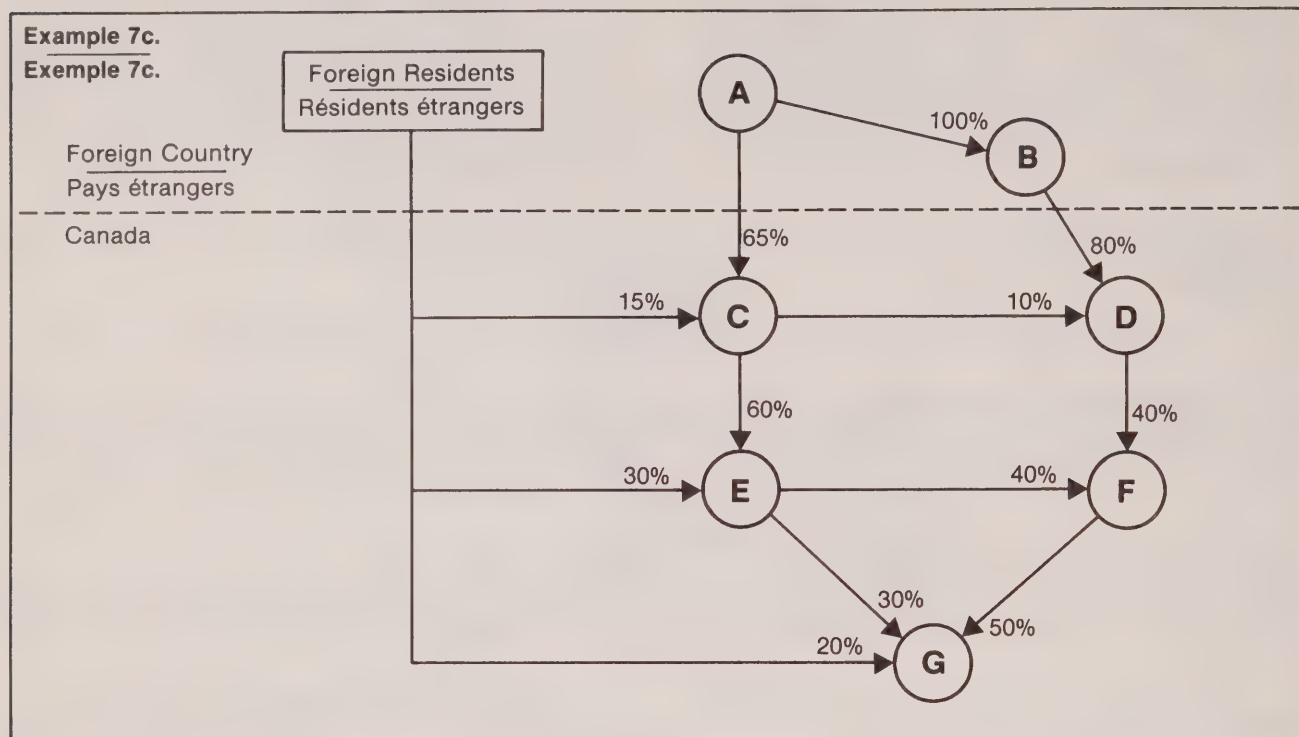 Example 7c.
Exemple 7c.
Foreign Residents
Résidents étrangers
A
100%
B
Foreign Country
Pays étrangers
Canada
65%
80%
15%
C
10%
D
60%
40%
30%
E
40%
F
30%
50%
20%
G